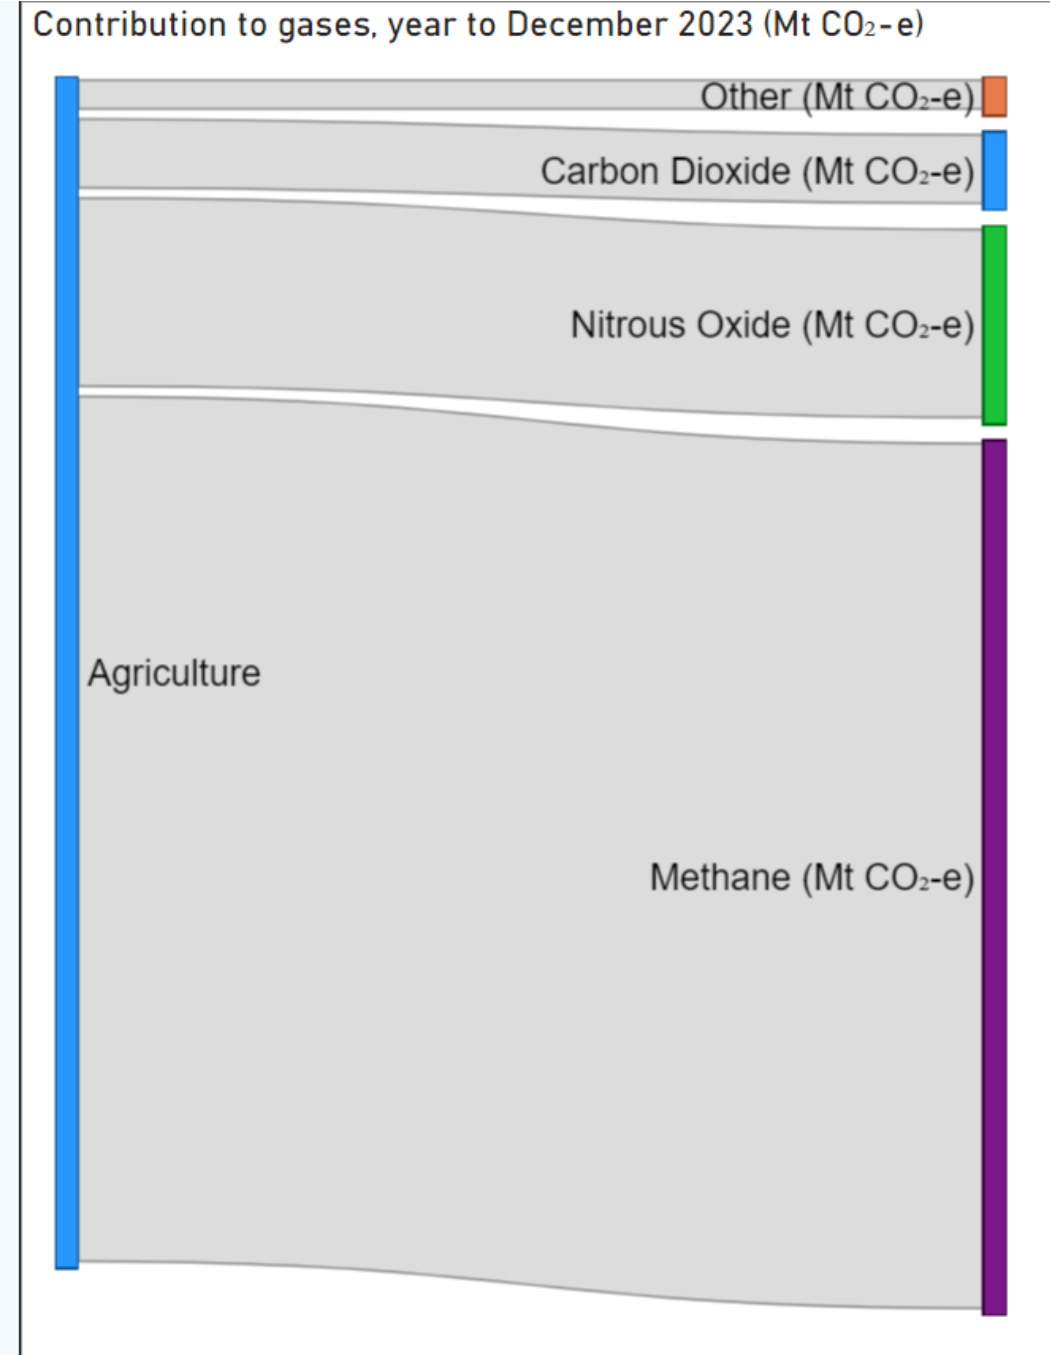 Contribution to gases, year to December 2023 (Mt CO₂-e)
Other (Mt CO₂-e)
Carbon Dioxide (Mt CO₂-e)
Nitrous Oxide (Mt CO₂-e)
Agriculture
Methane (Mt CO₂-e)